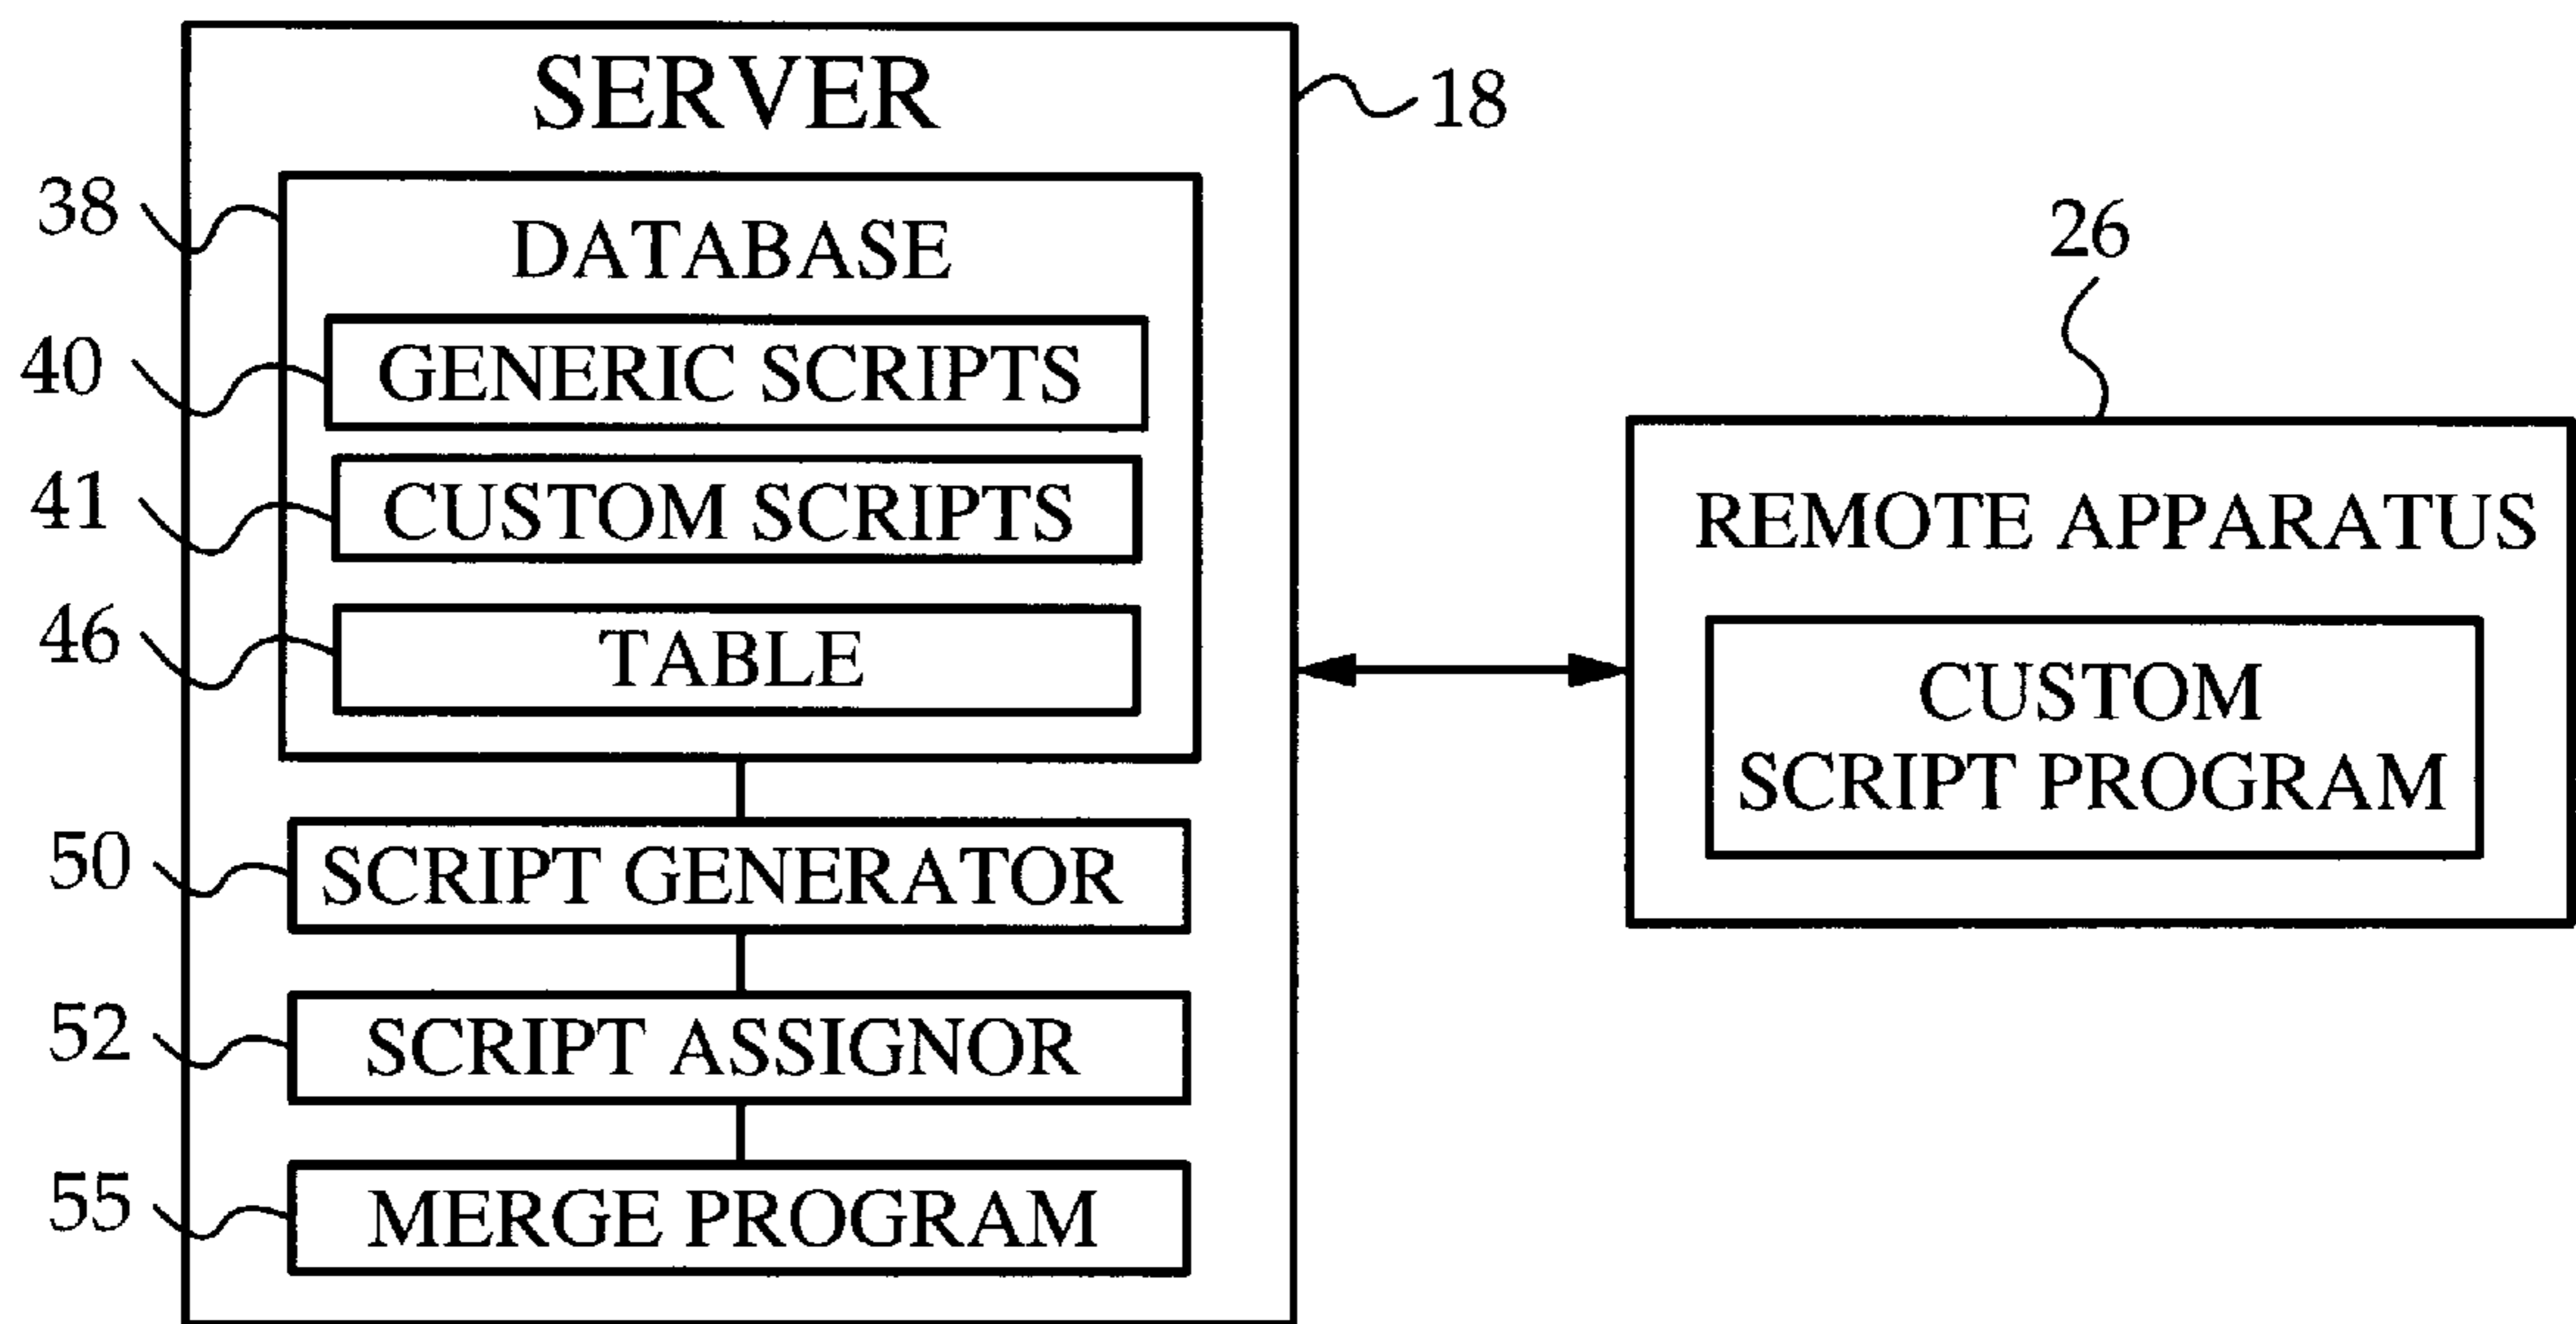 SERVER
18
38
DATABASE
26
40
GENERIC SCRIPTS
41
CUSTOM SCRIPTS
REMOTE APPARATUS
46
TABLE
CUSTOM
SCRIPT PROGRAM
50
SCRIPT GENERATOR
52
SCRIPT ASSIGNOR
55
MERGE PROGRAM